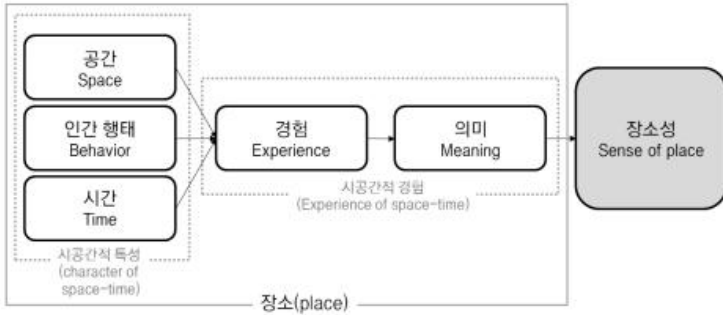 공간
Space
인간 행태
Behavior
시간
Time
시공간적 특성
(character of
space-time)
경험
Experience
의미
Meaning
시공간적 경험
(Experience of space-time)
장소성
Sense of place
장소(place)